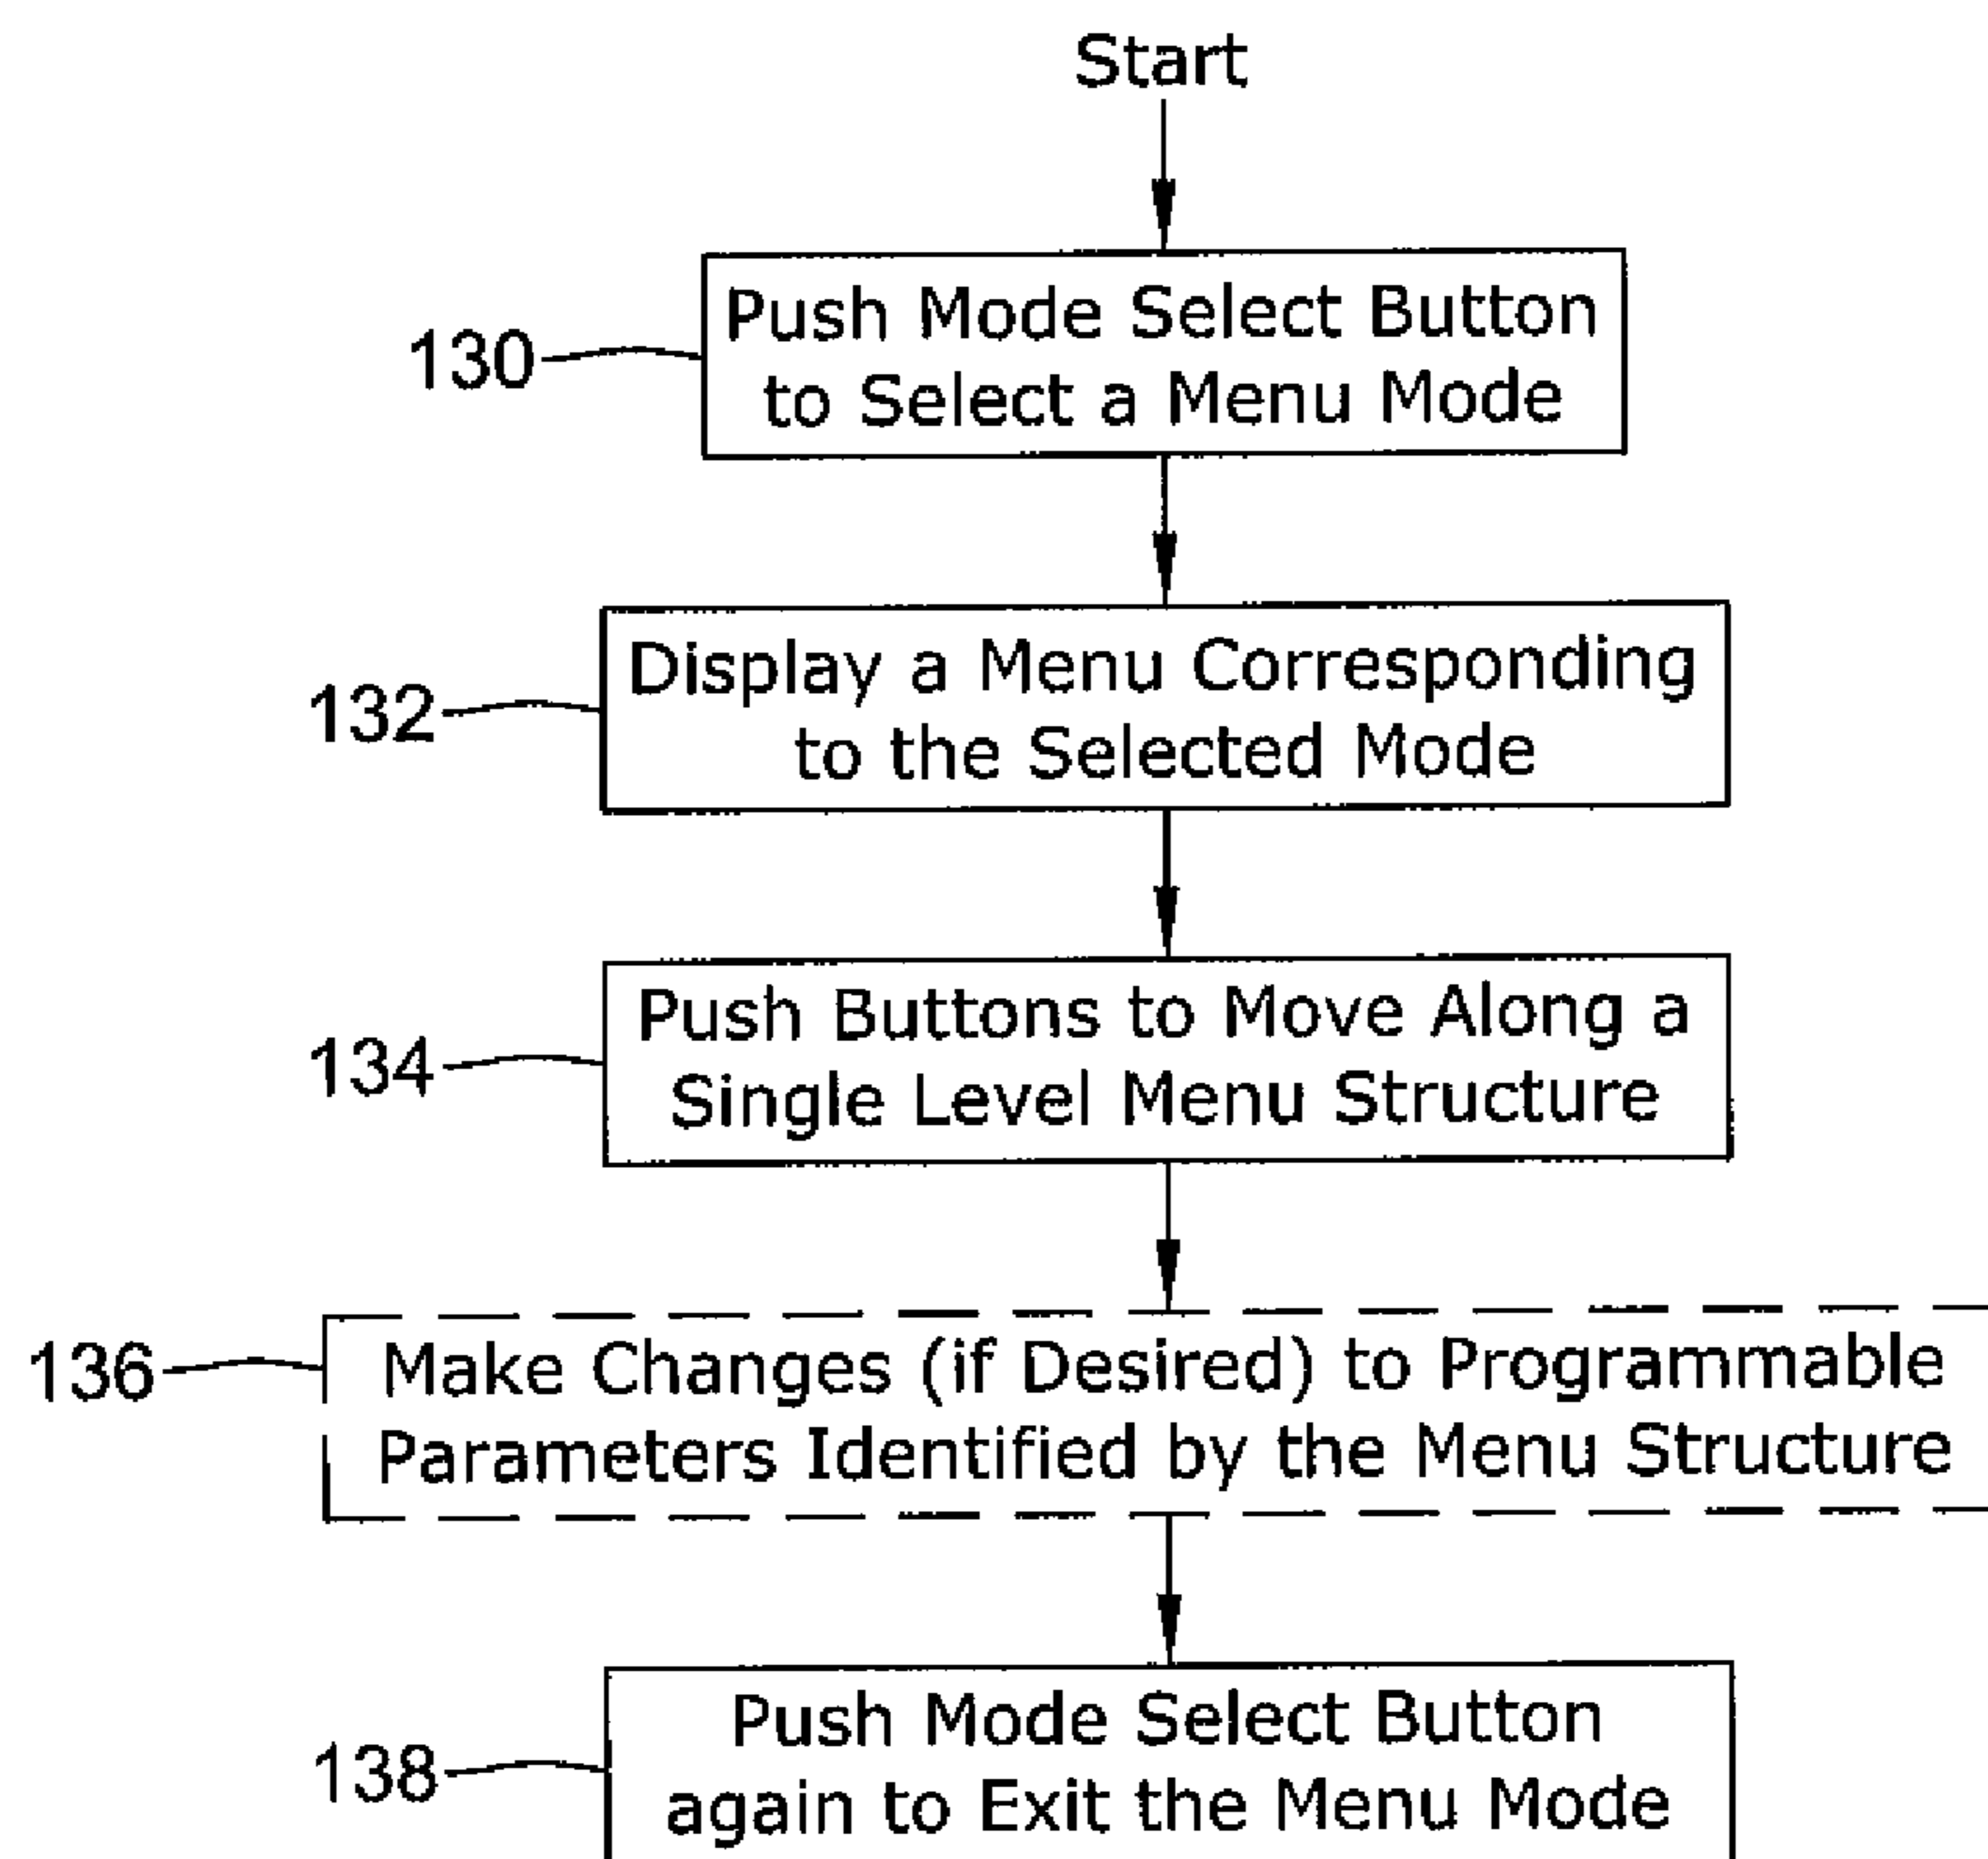 Start
130
Push Mode Select Button
to Select a Menu Mode
132
Display a Menu Corresponding
to the Selected Mode
134
Push Buttons to Move Along a
Single Level Menu Structure
136
Make Changes (if Desired) to Programmable
Parameters Identified by the Menu Structure
138
Push Mode Select Button
again to Exit the Menu Mode